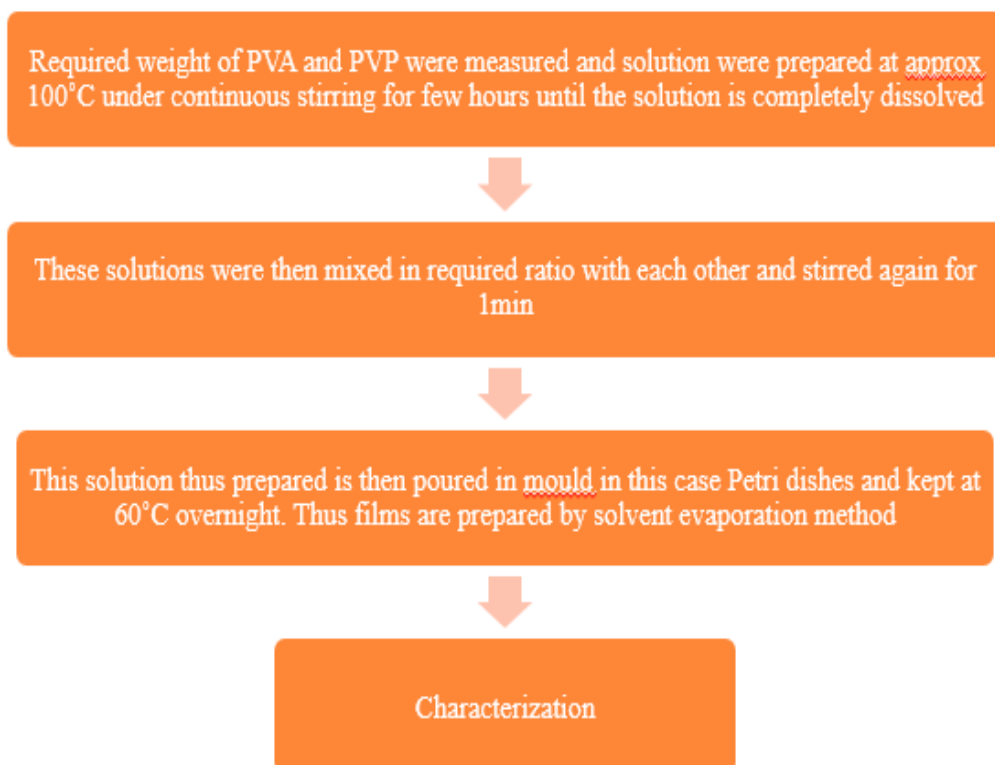 Required weight of PVA and PVP were measured and solution were prepared at approx
100°C under continuous stirring for few hours until the solution is completely dissolved
These solutions were then mixed in required ratio with each other and stirred again for
1min
This solution thus prepared is then poured in mould in this case Petri dishes and kept at
60°C overnight. Thus films are prepared by solvent evaporation method
Characterization